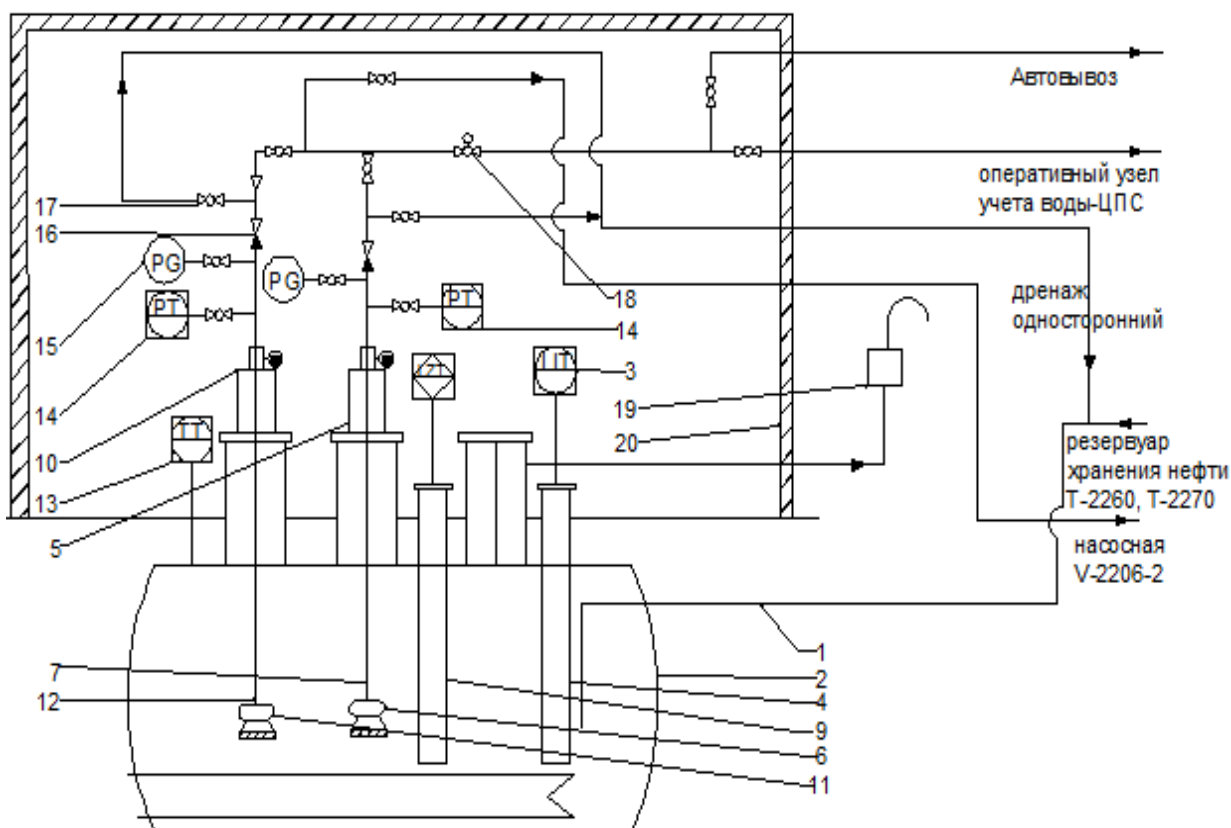 Автовывоз
оперативный узел
учета воды-ЦПС
17
16
PG
PG
PT
PT
18
дренаж
односторонний
15
14
14
LIT
3
19
TT
20
10
резервуар
хранения нефти
Т-2260, Т-2270
13
5
насосная
V-2206-2
1
7
2
12
4
9
6
11